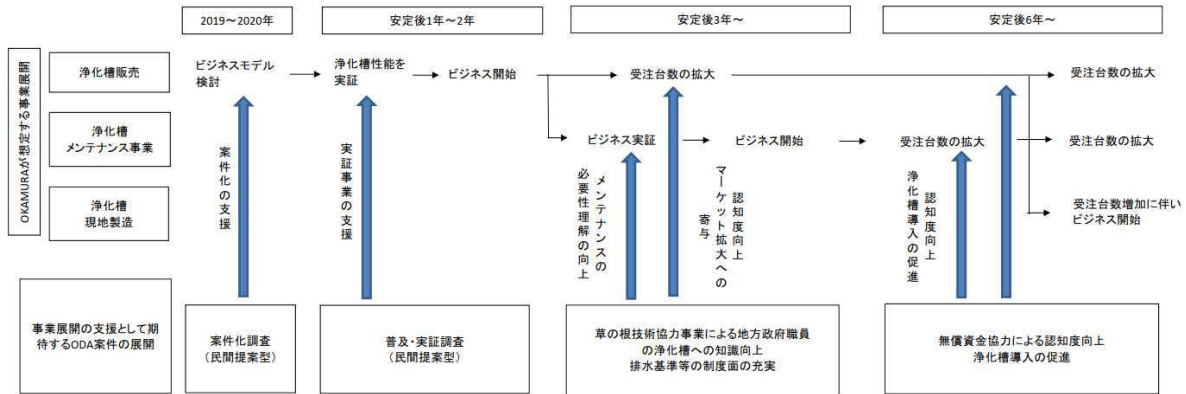 2019～2020年
安定後1年～2年
安定後3年～
安定後6年～
OKAMURAが想定する事業展開
浄化槽販売
ビジネスモデル
検討
浄化槽性能を
実証
ビジネス開始
受注台数の拡大
受注台数の拡大
浄化槽
メンテナンス事業
ビジネス実証
ビジネス開始
受注台数の拡大
受注台数の拡大
浄化槽
現地製造
受注台数増加に伴い
ビジネス開始
案件化の支援
実証事業の支援
メンテナンスの
必要性理解の向上
認知度向上
マーケット拡大への
寄与
認知度向上
浄化槽導入の促進
事業展開の支援として期
待するODA案件の展開
案件化調査
（民間提案型）
普及・実証調査
（民間提案型）
草の根技術協力事業による地方政府職員
の浄化槽への知識向上
排水基準等の制度面の充実
無償資金協力による認知度向上
浄化槽導入の促進